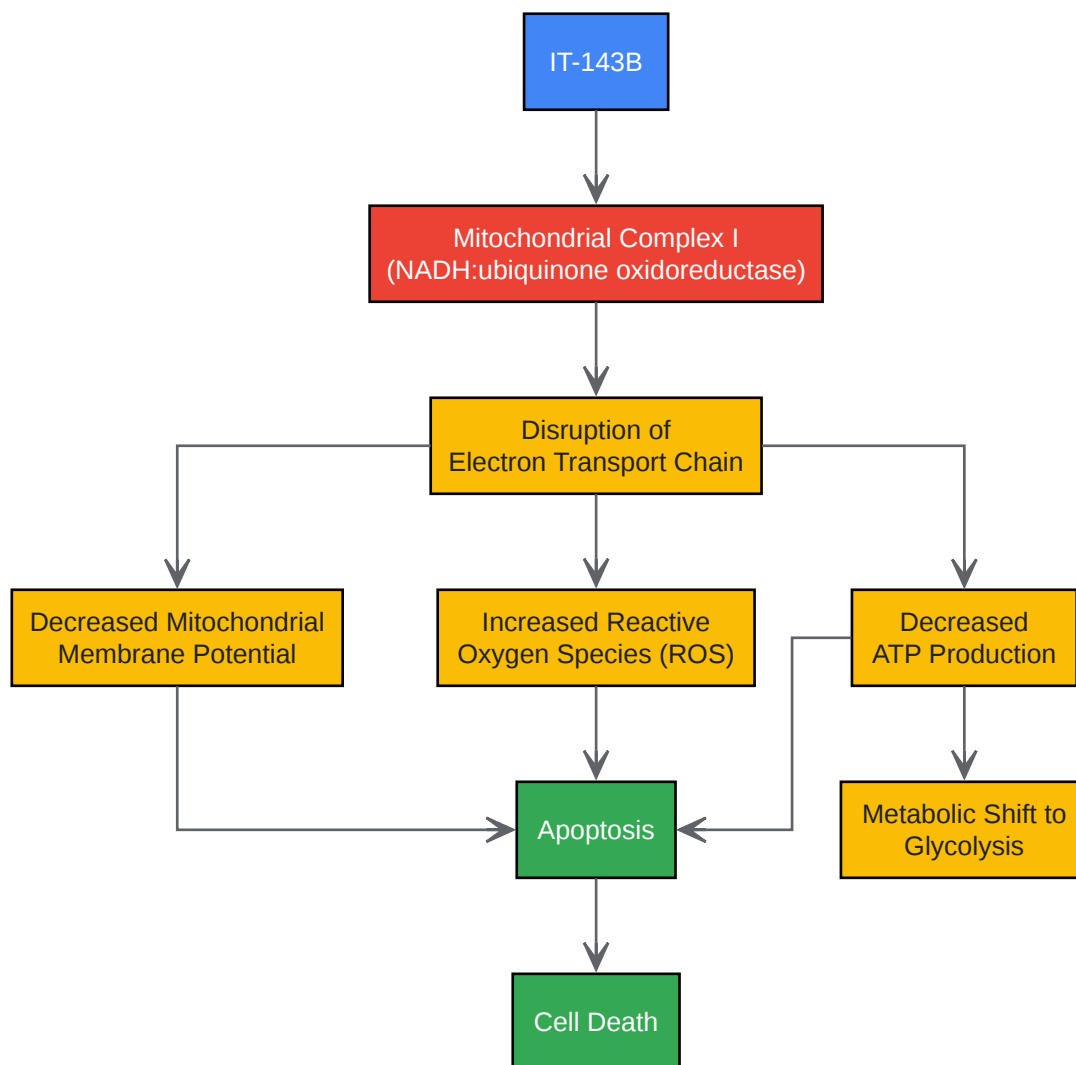 IT-143B
Mitochondrial Complex I
(NADH:ubiquinone oxidoreductase)
Disruption of
Electron Transport Chain
Decreased Mitochondrial
Membrane Potential
Increased Reactive
Oxygen Species (ROS)
Decreased
ATP Production
Apoptosis
Metabolic Shift to
Glycolysis
Cell Death